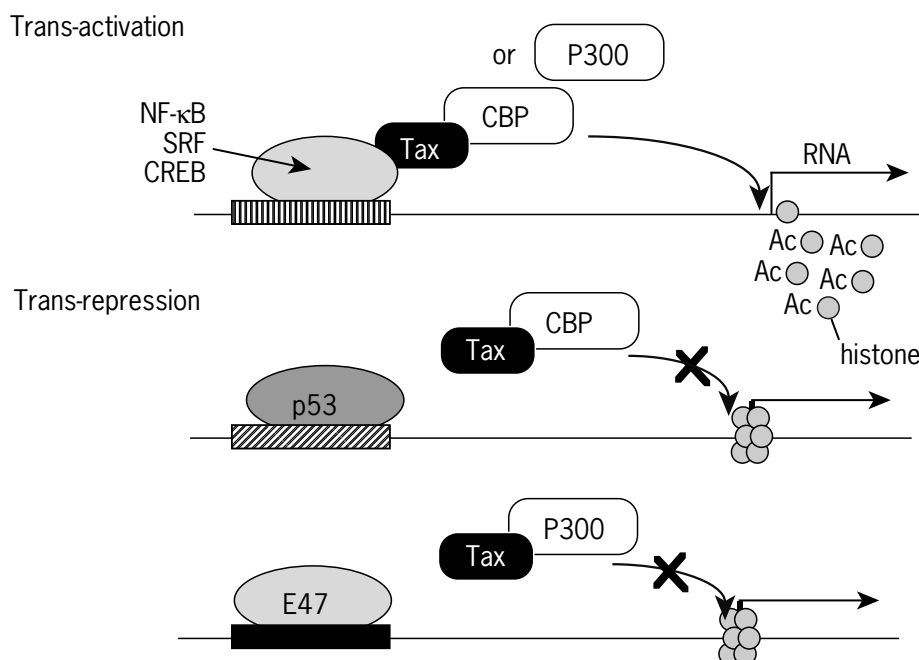 Trans-activation
or P300
NF-κB
SRF
CREB
Tax
CBP
RNA
Ac
Ac
Ac
Ac
Ac
histone
Trans-repression
p53
Tax
CBP
E47
Tax
P300